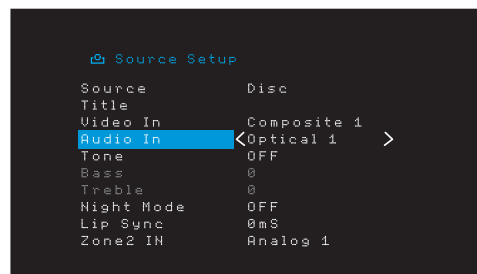 Source Setup
Source Disc
Title
Video In Composite 1
Audio In <Optical 1 >
Tone OFF
Bass 0
Treble 0
Night Mode OFF
Lip Sync 0mS
Zone2 IN Analog 1